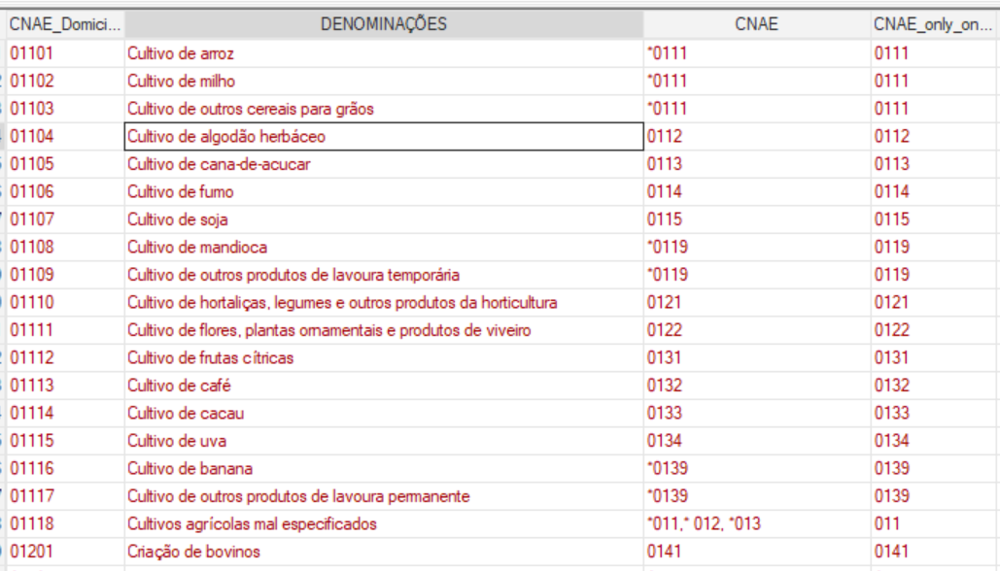 CNAE_Domici... DENOMINAÇÕES CNAE CNAE_only_on...
01101 Cultivo de arroz *0111 0111
01102 Cultivo de milho *0111 0111
01103 Cultivo de outros cereais para grãos *0111 0111
01104 Cultivo de algodão herbáceo 0112 0112
01105 Cultivo de cana-de-acucar 0113 0113
01106 Cultivo de fumo 0114 0114
01107 Cultivo de soja 0115 0115
01108 Cultivo de mandioca *0119 0119
01109 Cultivo de outros produtos de lavoura temporária *0119 0119
01110 Cultivo de hortaliças, legumes e outros produtos da horticultura 0121 0121
01111 Cultivo de flores, plantas ornamentais e produtos de viveiro 0122 0122
01112 Cultivo de frutas cítricas 0131 0131
01113 Cultivo de café 0132 0132
01114 Cultivo de cacau 0133 0133
01115 Cultivo de uva 0134 0134
01116 Cultivo de banana *0139 0139
01117 Cultivo de outros produtos de lavoura permanente *0139 0139
01118 Cultivos agrícolas mal especificados *011,* 012, *013 011
01201 Criação de bovinos 0141 0141